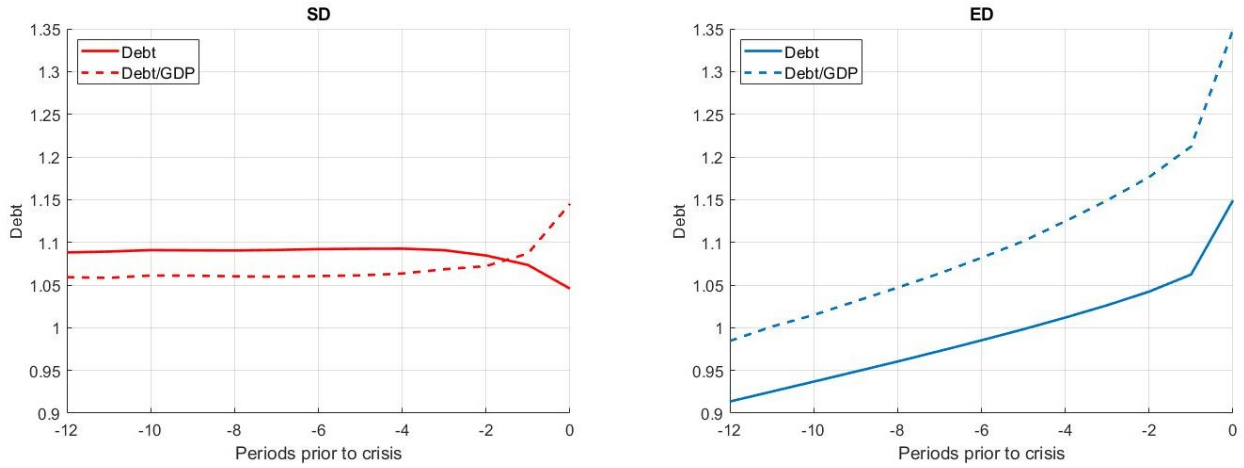 SD
Debt
Debt/GDP
1.35
1.3
1.25
1.2
1.15
1.1
1.05
1
0.95
0.9
Debt
-12 -10 -8 -6 -4 -2 0
Periods prior to crisis
ED
Debt
Debt/GDP
1.35
1.3
1.25
1.2
1.15
1.1
1.05
1
0.95
0.9
Debt
-12 -10 -8 -6 -4 -2 0
Periods prior to crisis